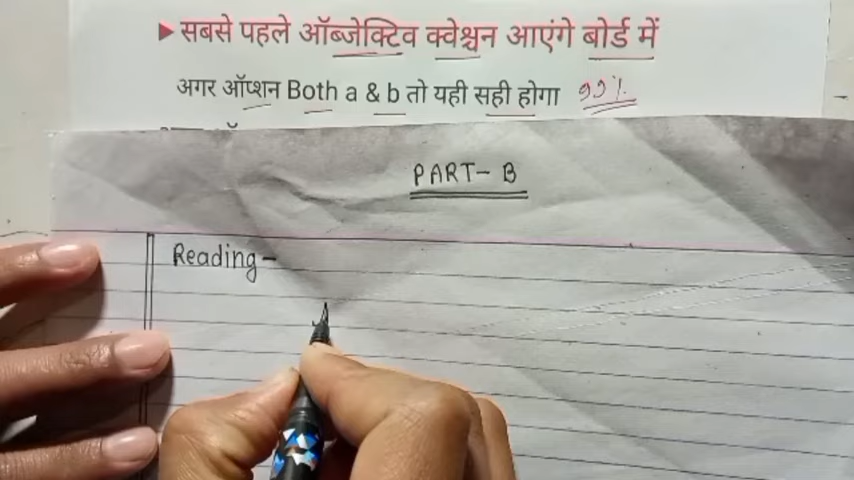 ▶ सबसे पहले ऑब्जेक्टिव क्वेश्चन आएंगे बोर्ड में
अगर ऑप्शन Both a & b तो यही सही होगा 99%
PART- B
Reading-